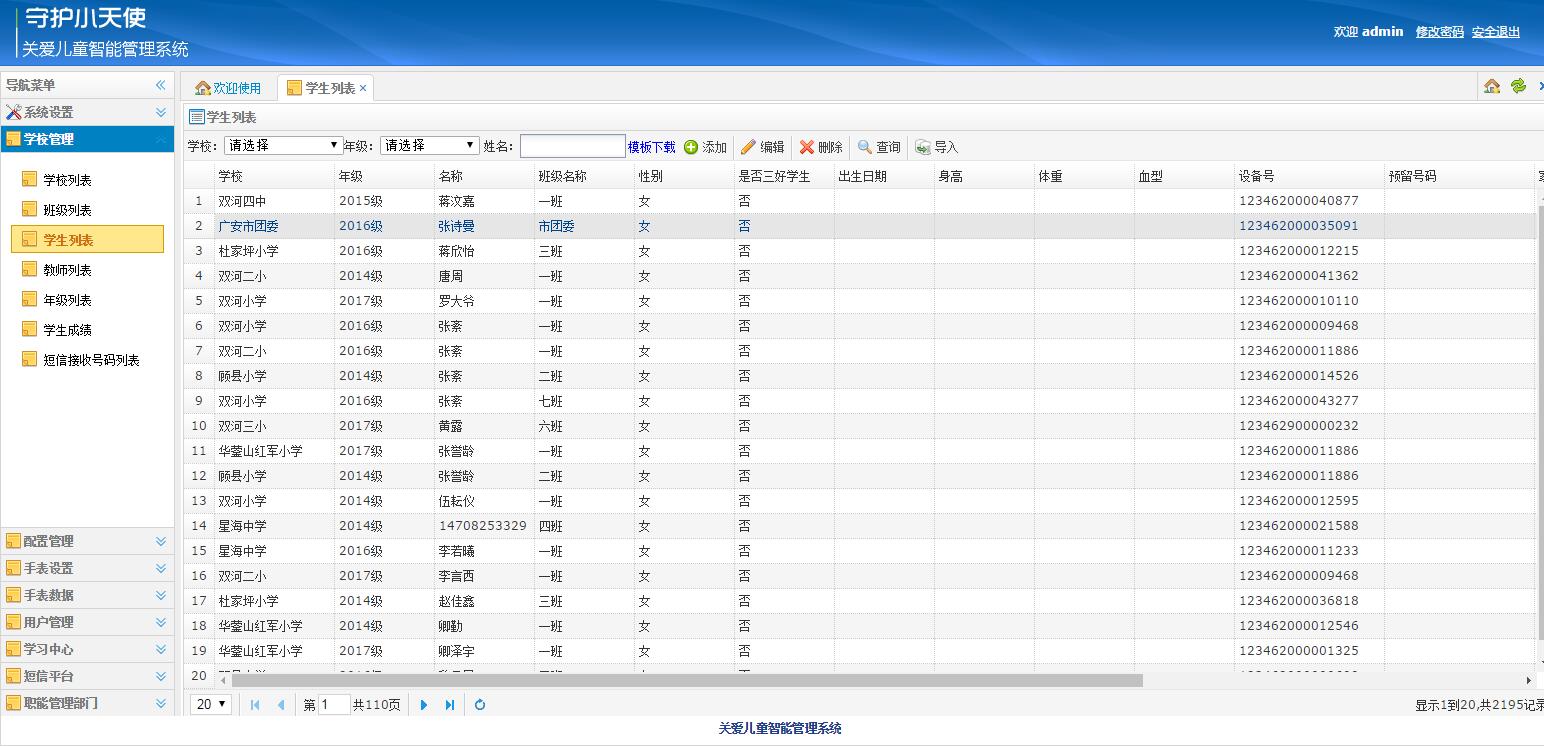 守护小天使
关爱儿童智能管理系统
欢迎 admin 修改密码 安全退出
导航菜单
系统设置
学校管理
学校列表
班级列表
学生列表
教师列表
年级列表
学生成绩
短信接收号码列表
配置管理
手表设置
手表数据
用户管理
学习中心
短信平台
职能管理部门
欢迎使用 学生列表
学生列表
学校: 请选择 年级: 请选择 姓名: 模板下载 添加 编辑 删除 查询 导入
学校 年级 名称 班级名称 性别 是否三好学生 出生日期 身高 体重 血型 设备号 预留号码
1 双河四中 2015级 蒋汶嘉 一班 女 否 123462000040877
2 广安市团委 2016级 张诗曼 市团委 女 否 123462000035091
3 杜家坪小学 2016级 蒋欣怡 三班 女 否 123462000012215
4 双河二小 2014级 唐周 一班 女 否 123462000041362
5 双河小学 2017级 罗大爷 一班 女 否 123462000010110
6 双河小学 2016级 张紊 一班 女 否 123462000009468
7 双河二小 2016级 张紊 一班 女 否 123462000011886
8 顾县小学 2014级 张紊 二班 女 否 123462000014526
9 双河小学 2016级 张紊 七班 女 否 123462000043277
10 双河三小 2017级 黄露 六班 女 否 123462900000232
11 华蓥山红军小学 2017级 张誉龄 一班 女 否 123462000011886
12 顾县小学 2014级 张誉龄 二班 女 否 123462000011886
13 双河小学 2014级 伍耘仪 一班 女 否 123462000012595
14 星海中学 2014级 14708253329 四班 女 否 123462000021588
15 星海中学 2016级 李若曦 一班 女 否 123462000011233
16 双河二小 2017级 李言西 一班 女 否 123462000009468
17 杜家坪小学 2014级 赵佳鑫 三班 女 否 123462000036818
18 华蓥山红军小学 2014级 卿勤 一班 女 否 123462000012546
19 华蓥山红军小学 2017级 卿泽宇 一班 女 否 123462000001325
20
20 第 1 共110页 显示1到20,共2195记录
关爱儿童智能管理系统